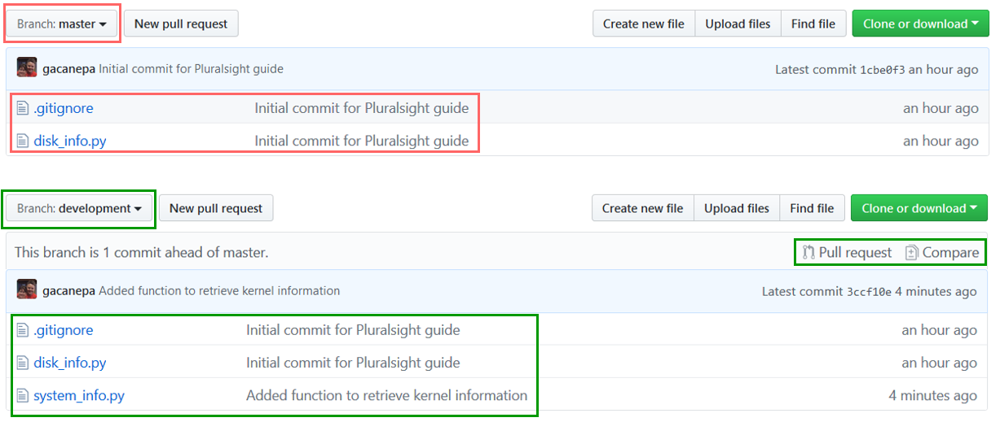 Branch: master New pull request Create new file Upload files Find file Clone or download
gacanepa Initial commit for Pluralsight guide Latest commit 1cbe0f3 an hour ago
.gitignore Initial commit for Pluralsight guide an hour ago
disk_info.py Initial commit for Pluralsight guide an hour ago
Branch: development New pull request Create new file Upload files Find file Clone or download
This branch is 1 commit ahead of master. Pull request Compare
gacanepa Added function to retrieve kernel information Latest commit 3ccf10e 4 minutes ago
.gitignore Initial commit for Pluralsight guide an hour ago
disk_info.py Initial commit for Pluralsight guide an hour ago
system_info.py Added function to retrieve kernel information 4 minutes ago